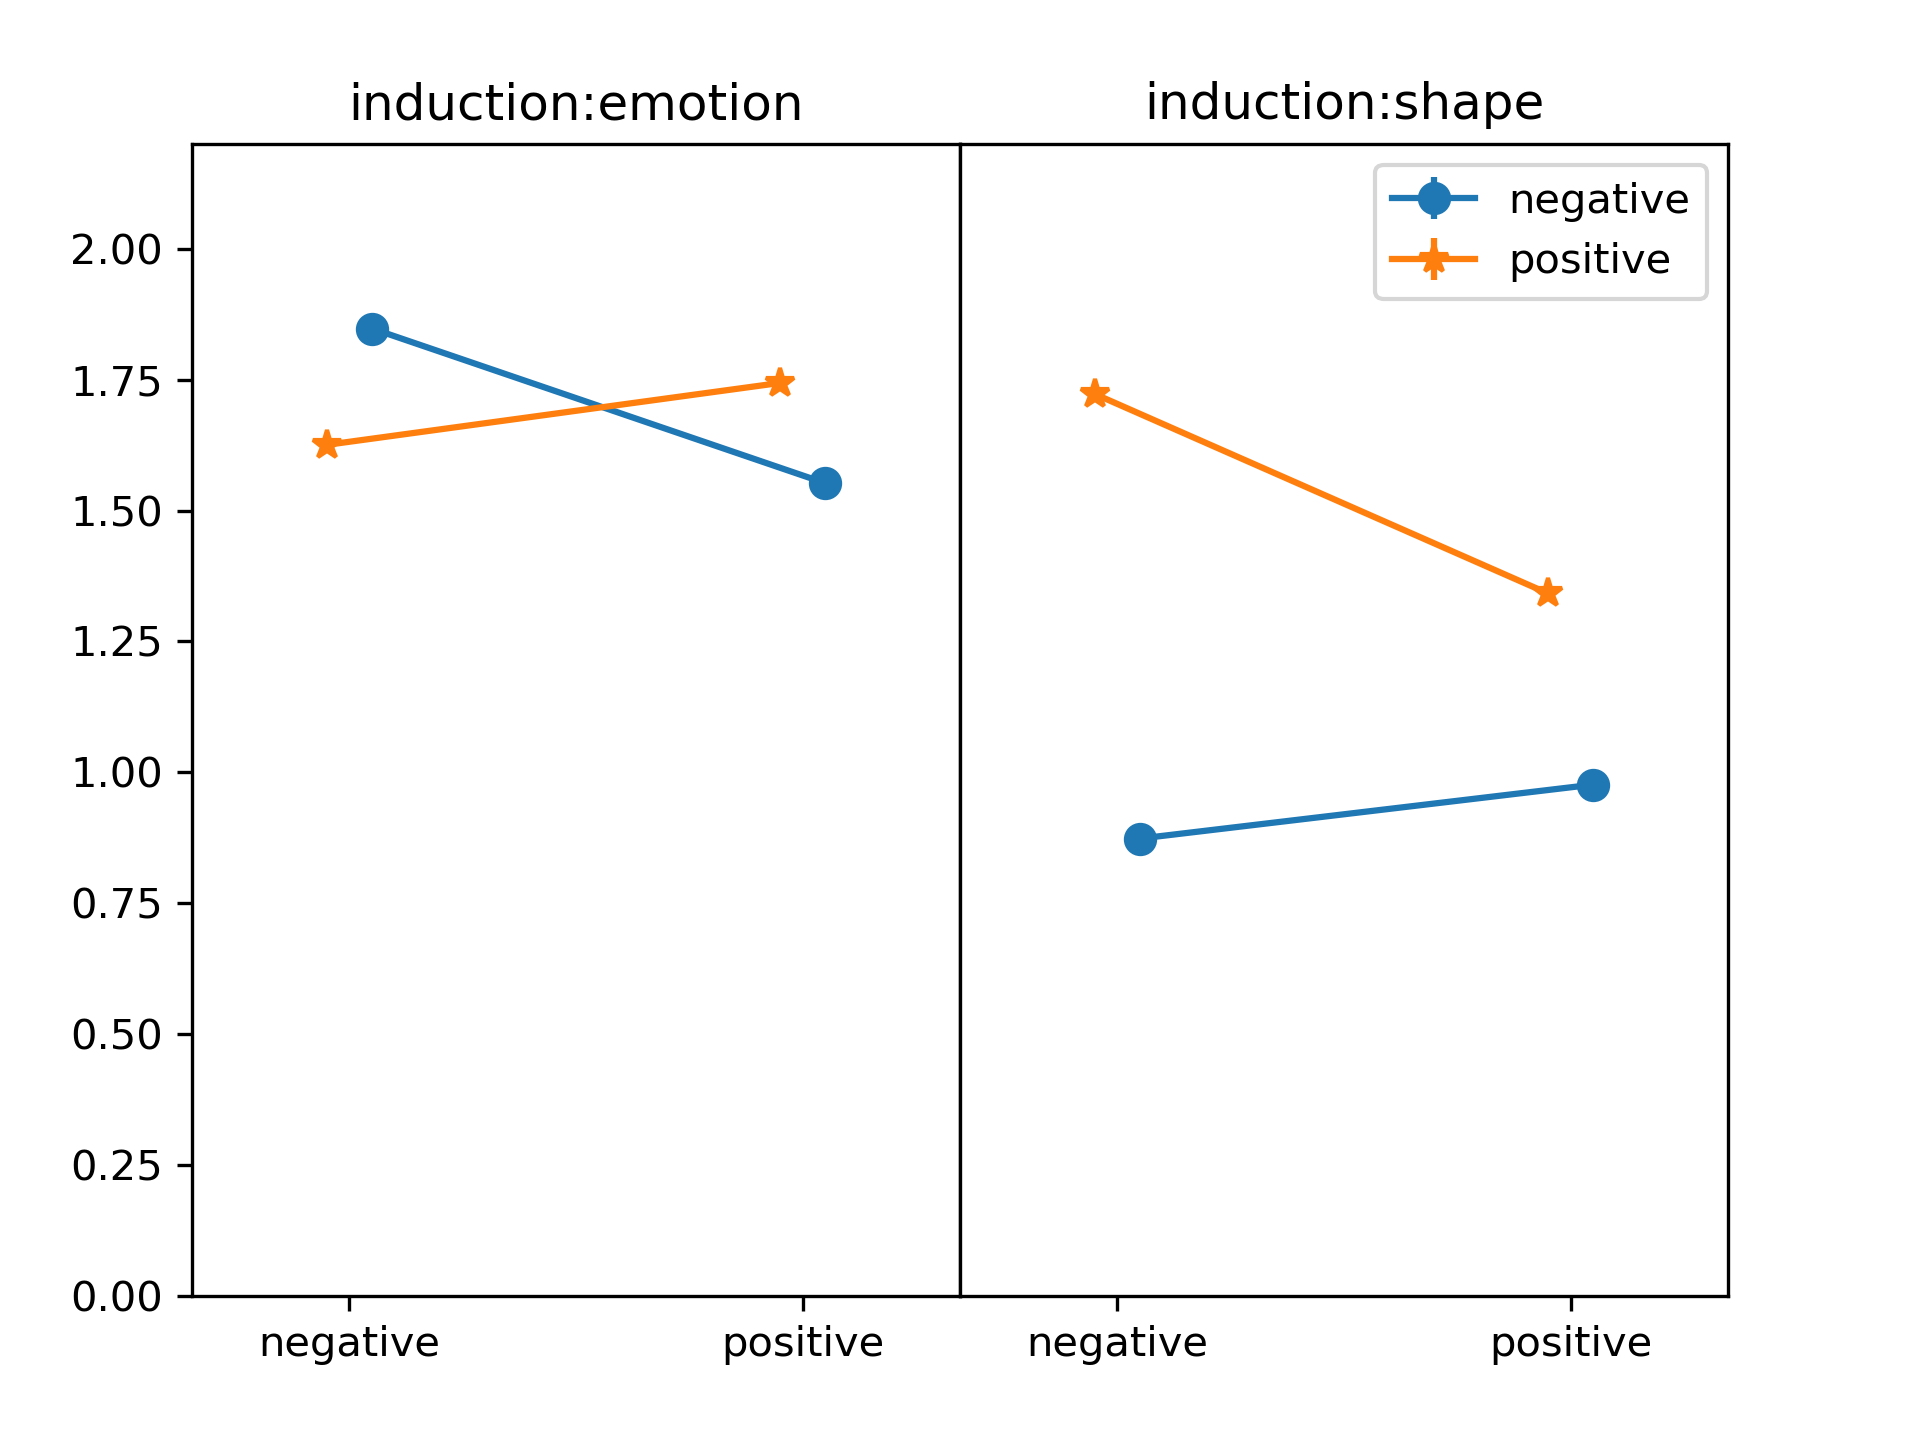 induction:emotion
induction:shape
negative
positive
2.00
1.75
1.50
1.25
1.00
0.75
0.50
0.25
0.00
negative
positive
negative
positive